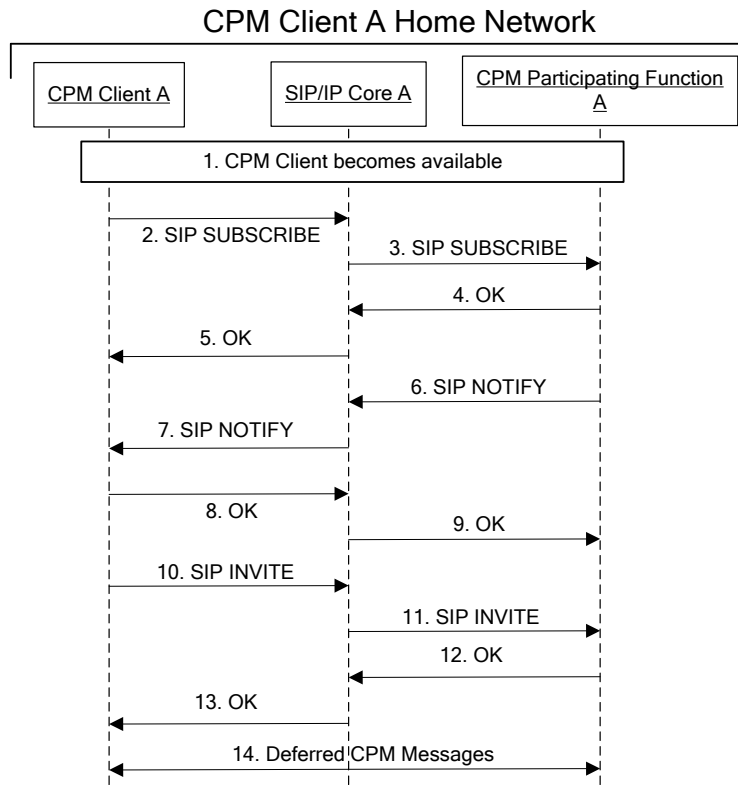 CPM Client A Home Network
CPM Client A
SIP/IP Core A
CPM Participating Function
A
1. CPM Client becomes available
2. SIP SUBSCRIBE
3. SIP SUBSCRIBE
4. OK
5. OK
6. SIP NOTIFY
7. SIP NOTIFY
8. OK
9. OK
10. SIP INVITE
11. SIP INVITE
12. OK
13. OK
14. Deferred CPM Messages